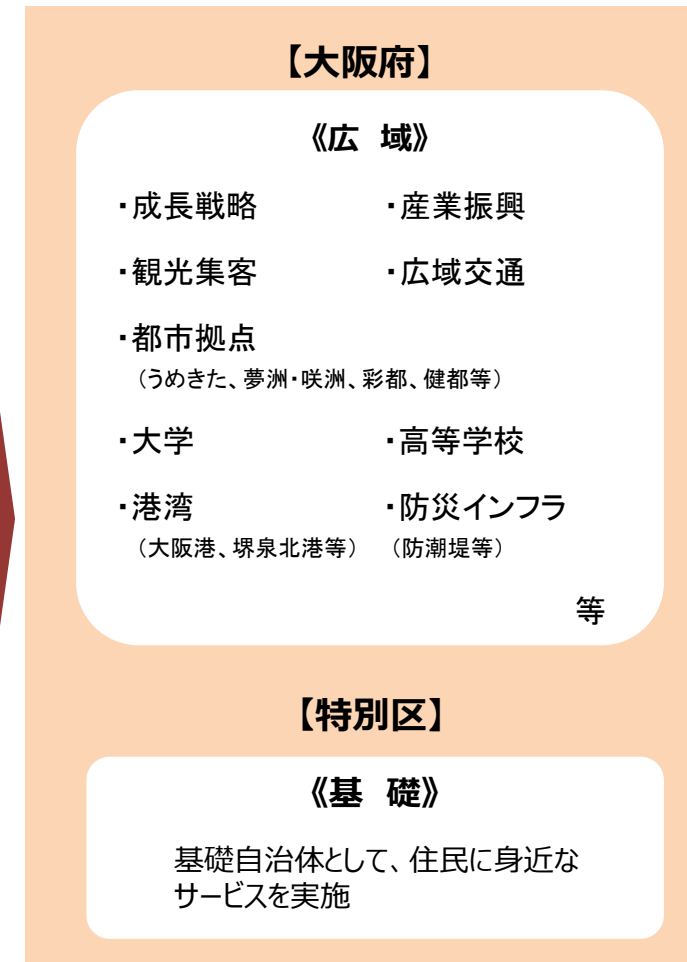 【大阪府】
《広 域》
・成長戦略 ・産業振興
・観光集客 ・広域交通
・都市拠点
（うめきた、夢洲・咲洲、彩都、健都等）
・大学 ・高等学校
・港湾 ・防災インフラ
（大阪港、堺泉北港等） （防潮堤等）
等
【特別区】
《基 礎》
基礎自治体として、住民に身近な
サービスを実施